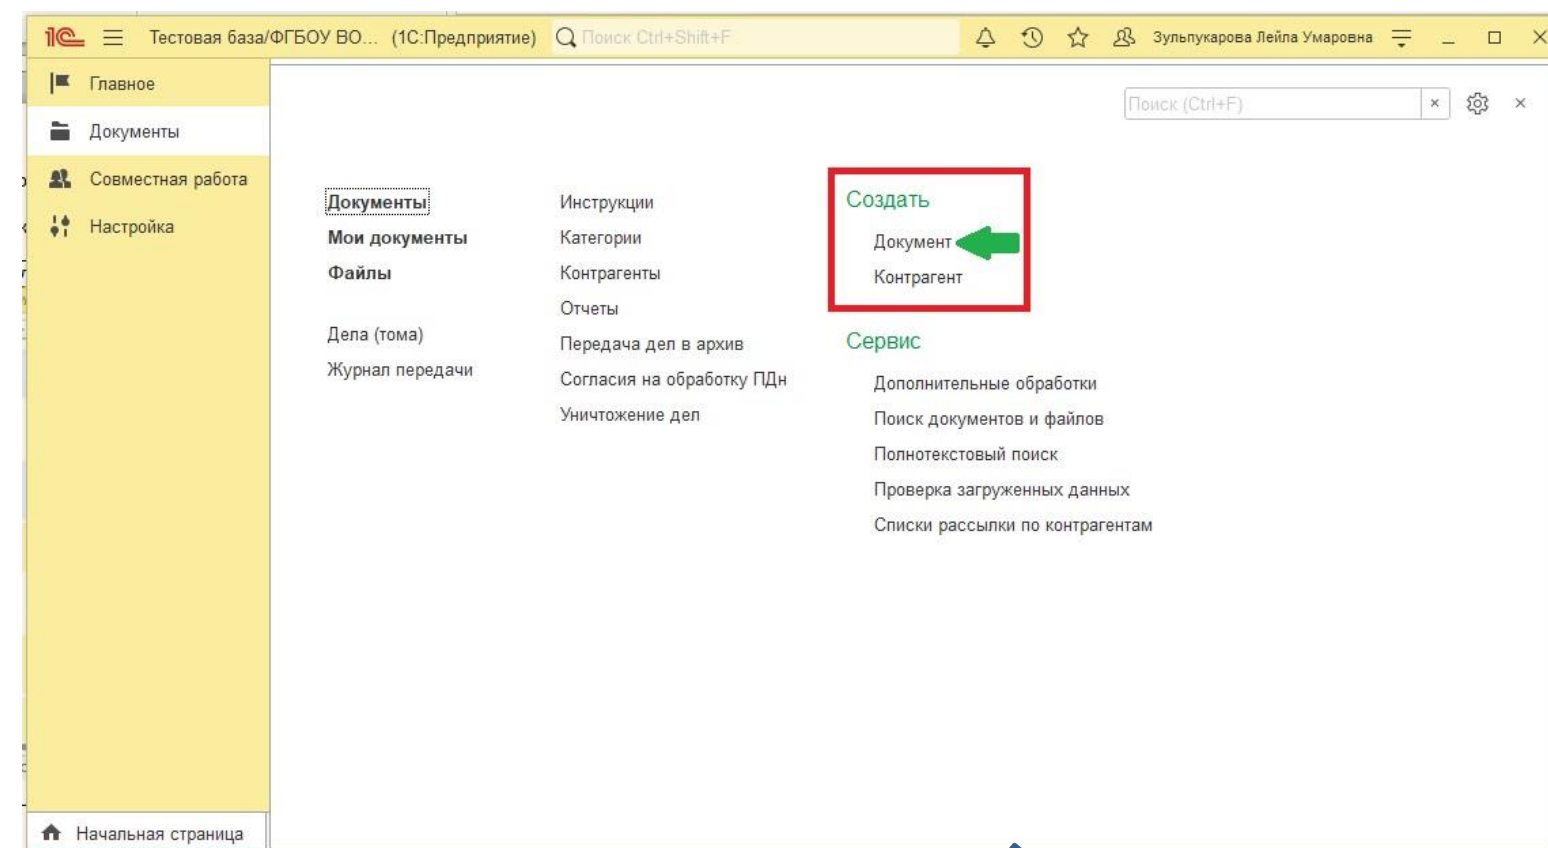 1С Тестовая база/ФГБОУ ВО... (1С:Предприятие) Поиск Ctrl+Shift+F Зульпукарова Лейла Умаровна
Главное
Документы
Совместная работа
Настройка
Начальная страница
Поиск (Ctrl+F)
Документы
Мои документы
Файлы
Дела (тома)
Журнал передачи
Инструкции
Категории
Контрагенты
Отчеты
Передача дел в архив
Согласия на обработку ПДн
Уничтожение дел
Создать
Документ
Контрагент
Сервис
Дополнительные обработки
Поиск документов и файлов
Полнотекстовый поиск
Проверка загруженных данных
Списки рассылки по контрагентам